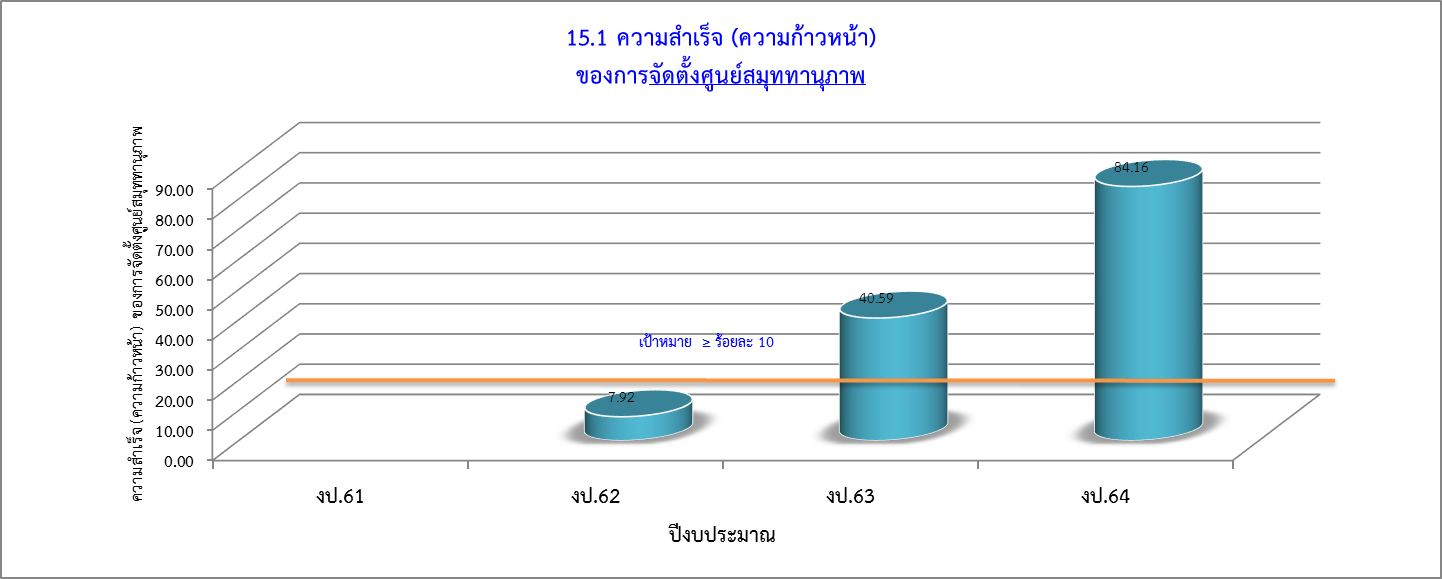 15.1 ความสำเร็จ (ความก้าวหน้า)
ของการจัดตั้งศูนย์สมุททานุภาพ
ความสำเร็จ (ความก้าวหน้า) ของการจัดตั้งศูนย์สมุททานุภาพ
90.00
80.00
70.00
60.00
50.00
40.00
30.00
20.00
10.00
0.00
84.16
40.59
เป้าหมาย ≥ ร้อยละ 10
7.92
งป.61
งป.62
งป.63
งป.64
ปีงบประมาณ